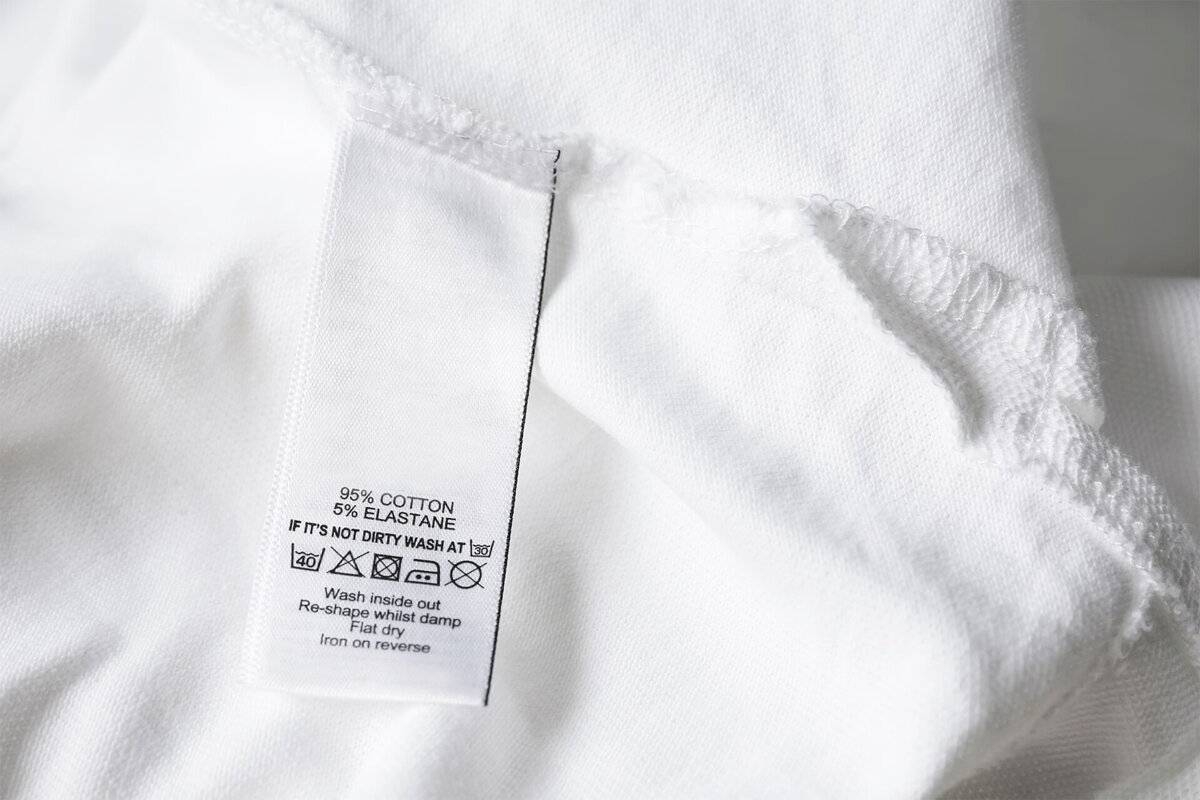 95% COTTON
5% ELASTANE
IF IT'S NOT DIRTY WASH AT 30
40
Wash inside out
Re-shape whilst damp
Flat dry
Iron on reverse